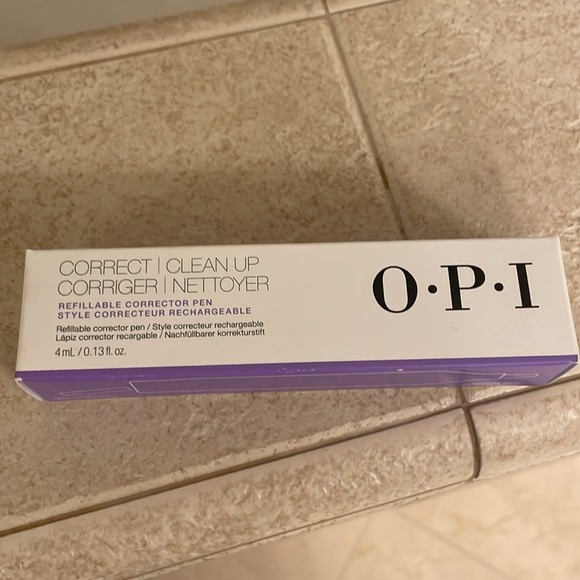 CORRECT | CLEAN UP
CORRIGER | NETTOYER
REFILLABLE CORRECTOR PEN
STYLE CORRECTEUR RECHARGEABLE
Refillable corrector pen / Style correcteur rechargeable
Lápiz corrector recargable / Nachfüllbarer korrekturstift
4 mL / 0.13 fl. oz.
O·P·I